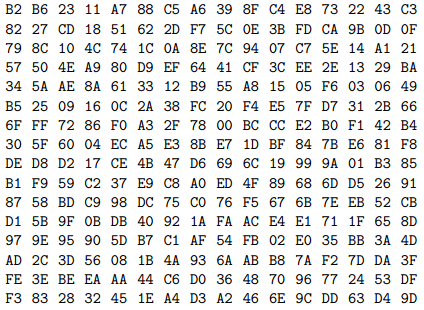 B2 B6 23 11 A7 88 C5 A6 39 8F C4 E8 73 22 43 C3
82 27 CD 18 51 62 2D F7 5C 0E 3B FD CA 9B 0D 0F
79 8C 10 4C 74 1C 0A 8E 7C 94 07 C7 5E 14 A1 21
57 50 4E A9 80 D9 EF 64 41 CF 3C EE 2E 13 29 BA
34 5A AE 8A 61 33 12 B9 55 A8 15 05 F6 03 06 49
B5 25 09 16 0C 2A 38 FC 20 F4 E5 7F D7 31 2B 66
6F FF 72 86 F0 A3 2F 78 00 BC CC E2 B0 F1 42 B4
30 5F 60 04 EC A5 E3 8B E7 1D BF 84 7B E6 81 F8
DE D8 D2 17 CE 4B 47 D6 69 6C 19 99 9A 01 B3 85
B1 F9 59 C2 37 E9 C8 A0 ED 4F 89 68 6D D5 26 91
87 58 BD C9 98 DC 75 C0 76 F5 67 6B 7E EB 52 CB
D1 5B 9F 0B DB 40 92 1A FA AC E4 E1 71 1F 65 8D
97 9E 95 90 5D B7 C1 AF 54 FB 02 E0 35 BB 3A 4D
AD 2C 3D 56 08 1B 4A 93 6A AB B8 7A F2 7D DA 3F
FE 3E BE EA AA 44 C6 D0 36 48 70 96 77 24 53 DF
F3 83 28 32 45 1E A4 D3 A2 46 6E 9C DD 63 D4 9D